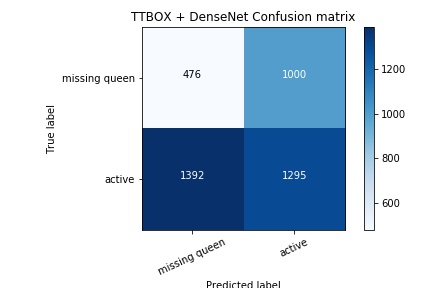 TTBOX + DenseNet Confusion matrix
missing queen
476
1000
active
1392
1295
missing queen
active
True label
Predicted label
1200
1000
800
600